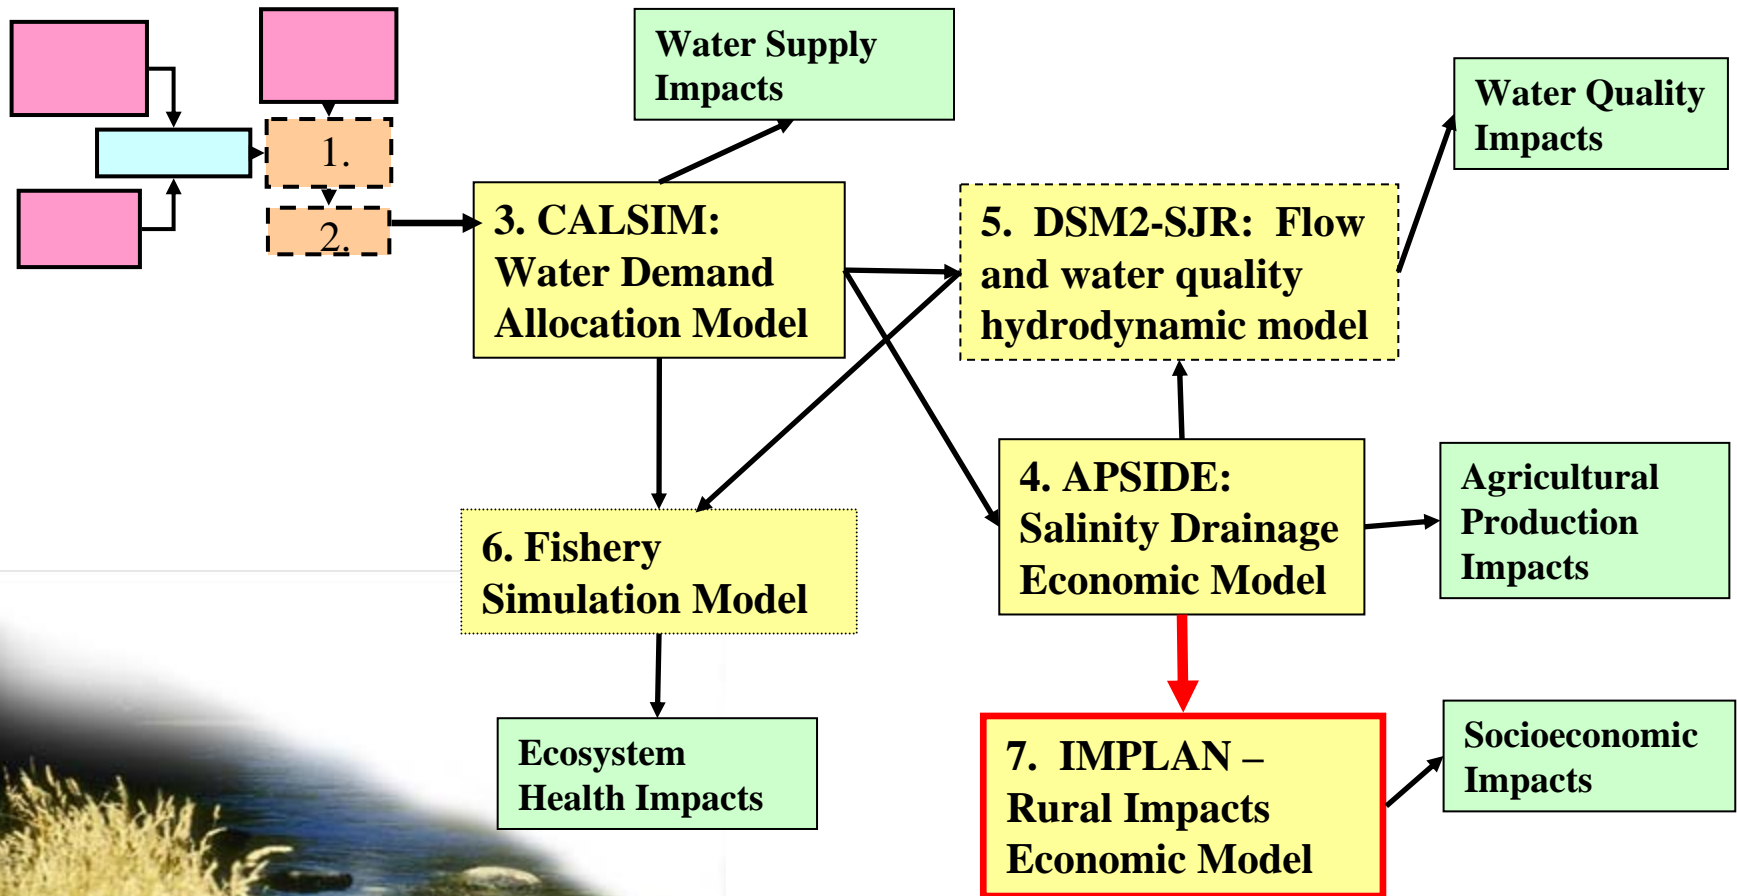 Water Supply
Impacts
Water Quality
Impacts
1.
2.
3. CALSIM:
Water Demand
Allocation Model
5.  DSM2-SJR:  Flow
and water quality
hydrodynamic model
4. APSIDE:
Salinity Drainage
Economic Model
Agricultural
Production
Impacts
6. Fishery
Simulation Model
Ecosystem
Health Impacts
7.  IMPLAN –
Rural Impacts
Economic Model
Socioeconomic
Impacts